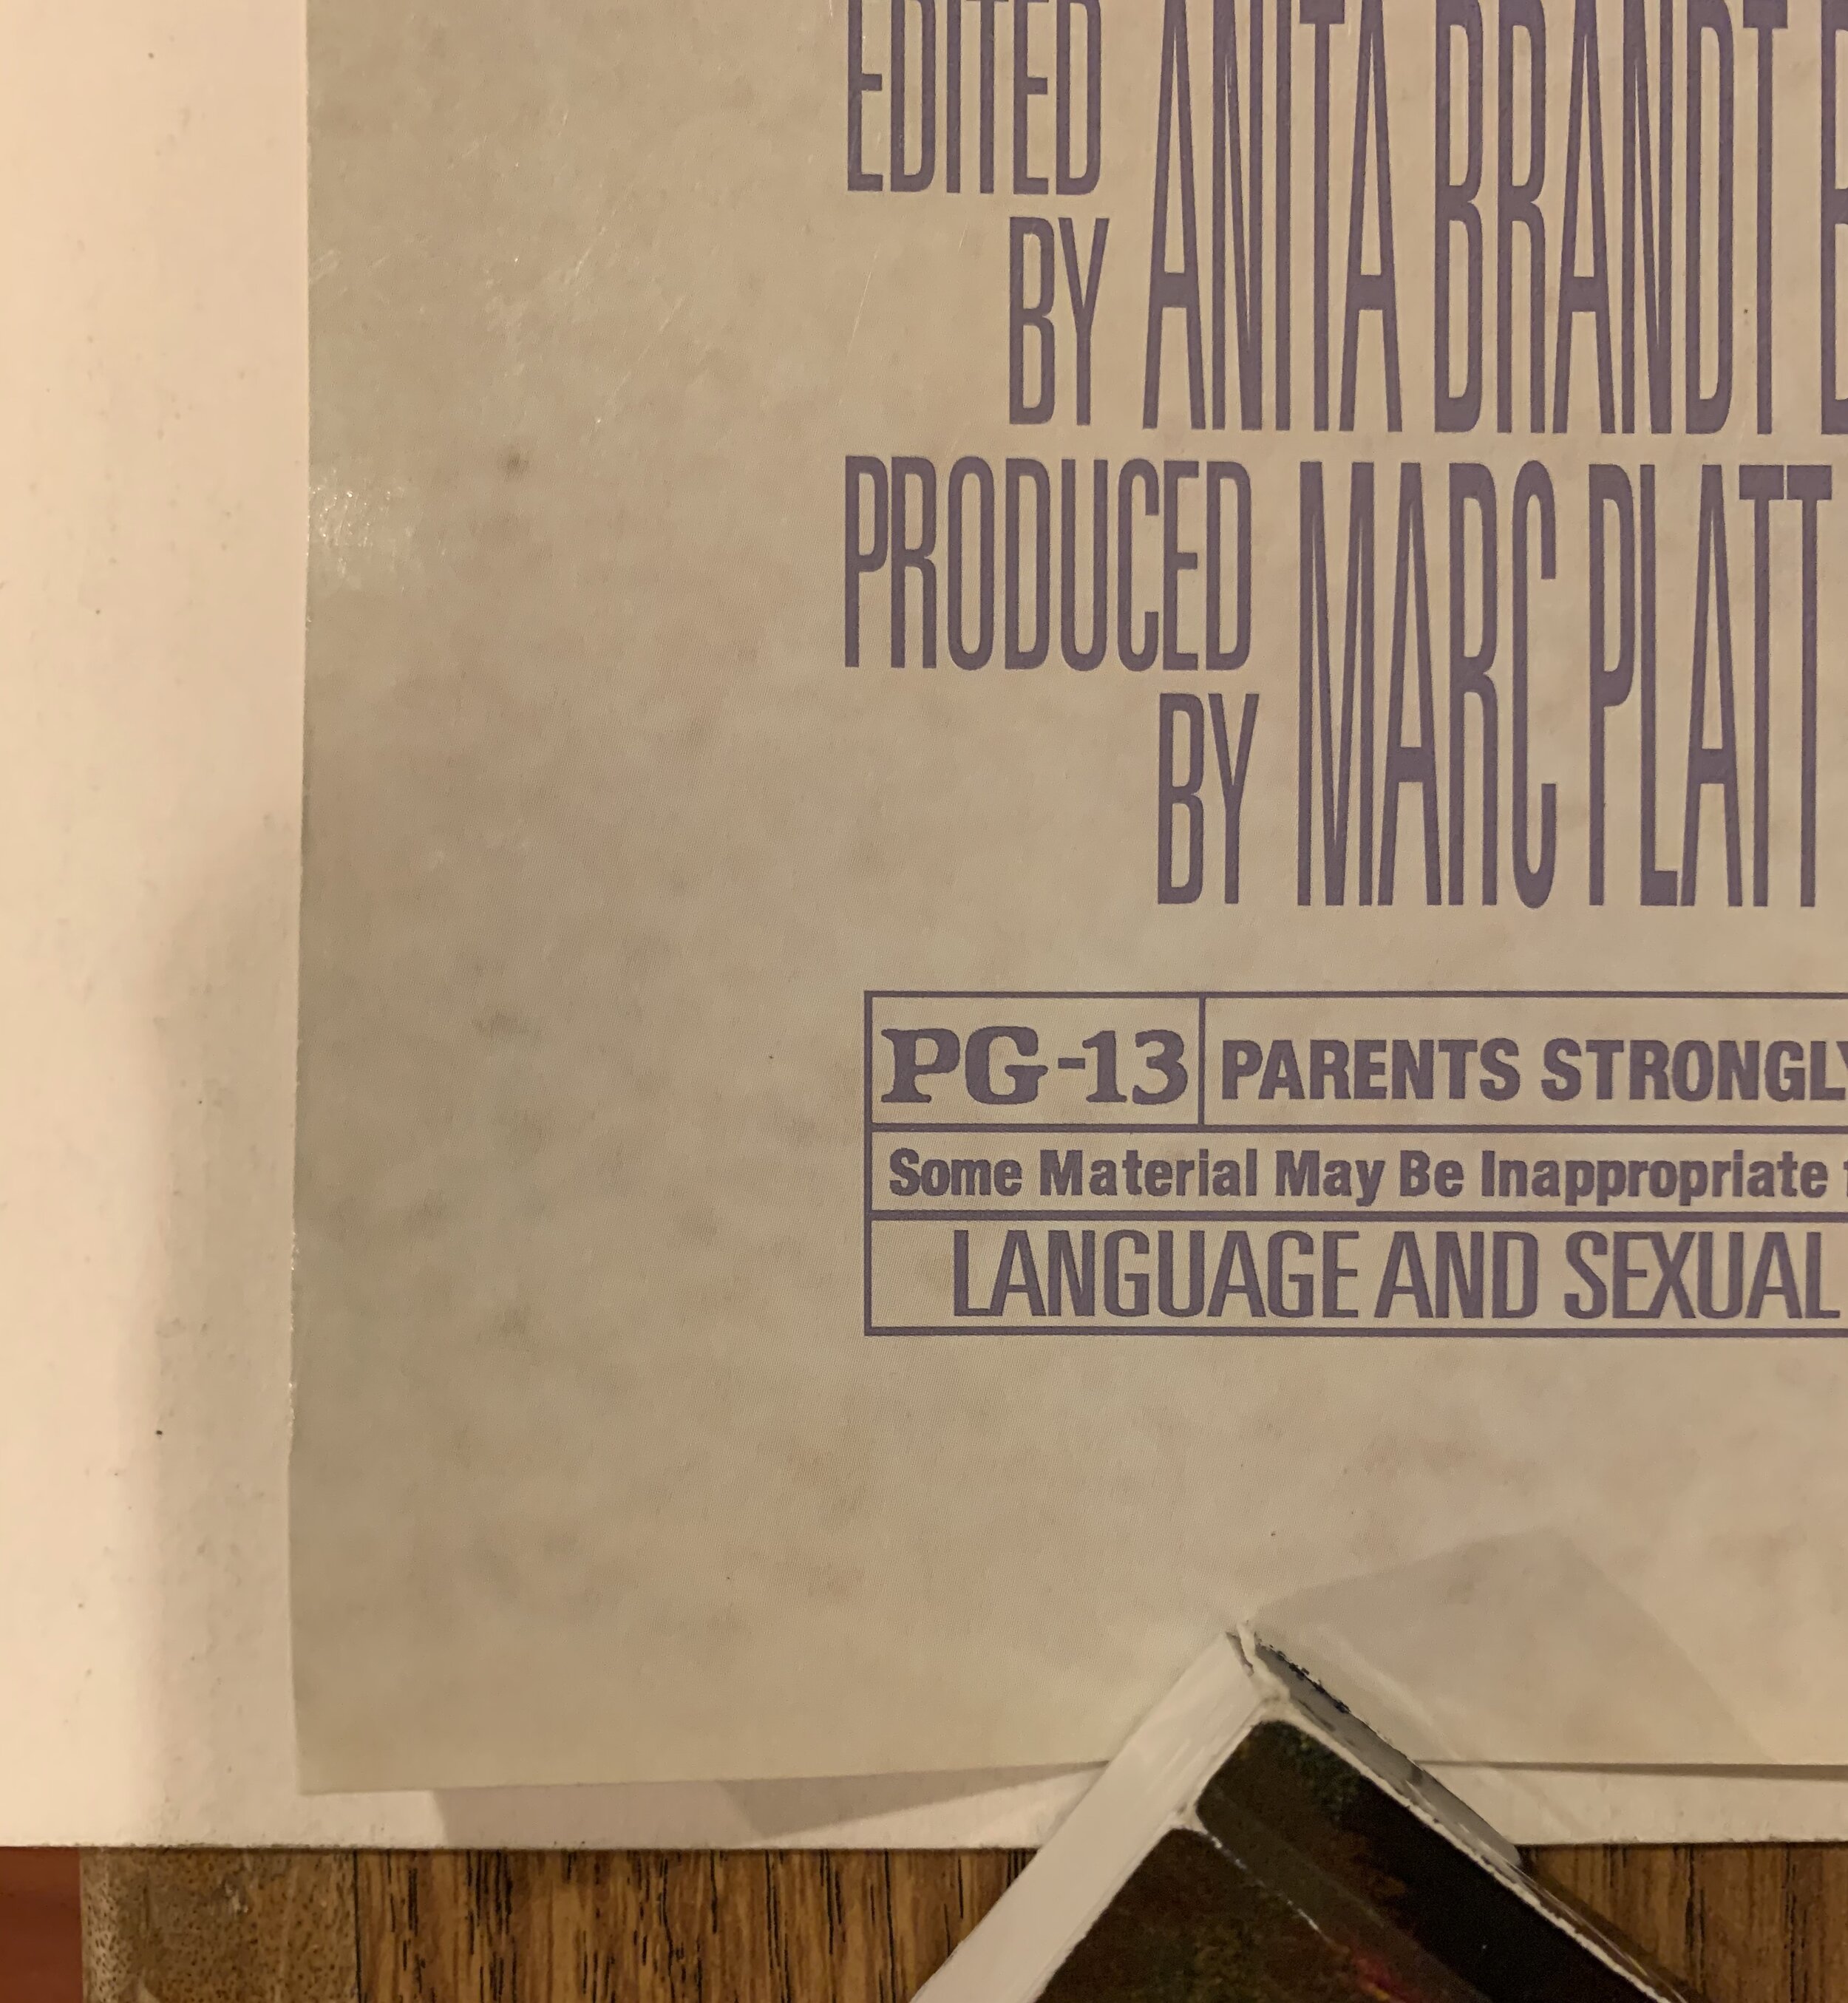 EDITED
BY ANITA BRANDT
PRODUCED
BY MARC PLATT
PG-13 PARENTS STRONGLY
Some Material May Be Inappropriate
LANGUAGE AND SEXUAL